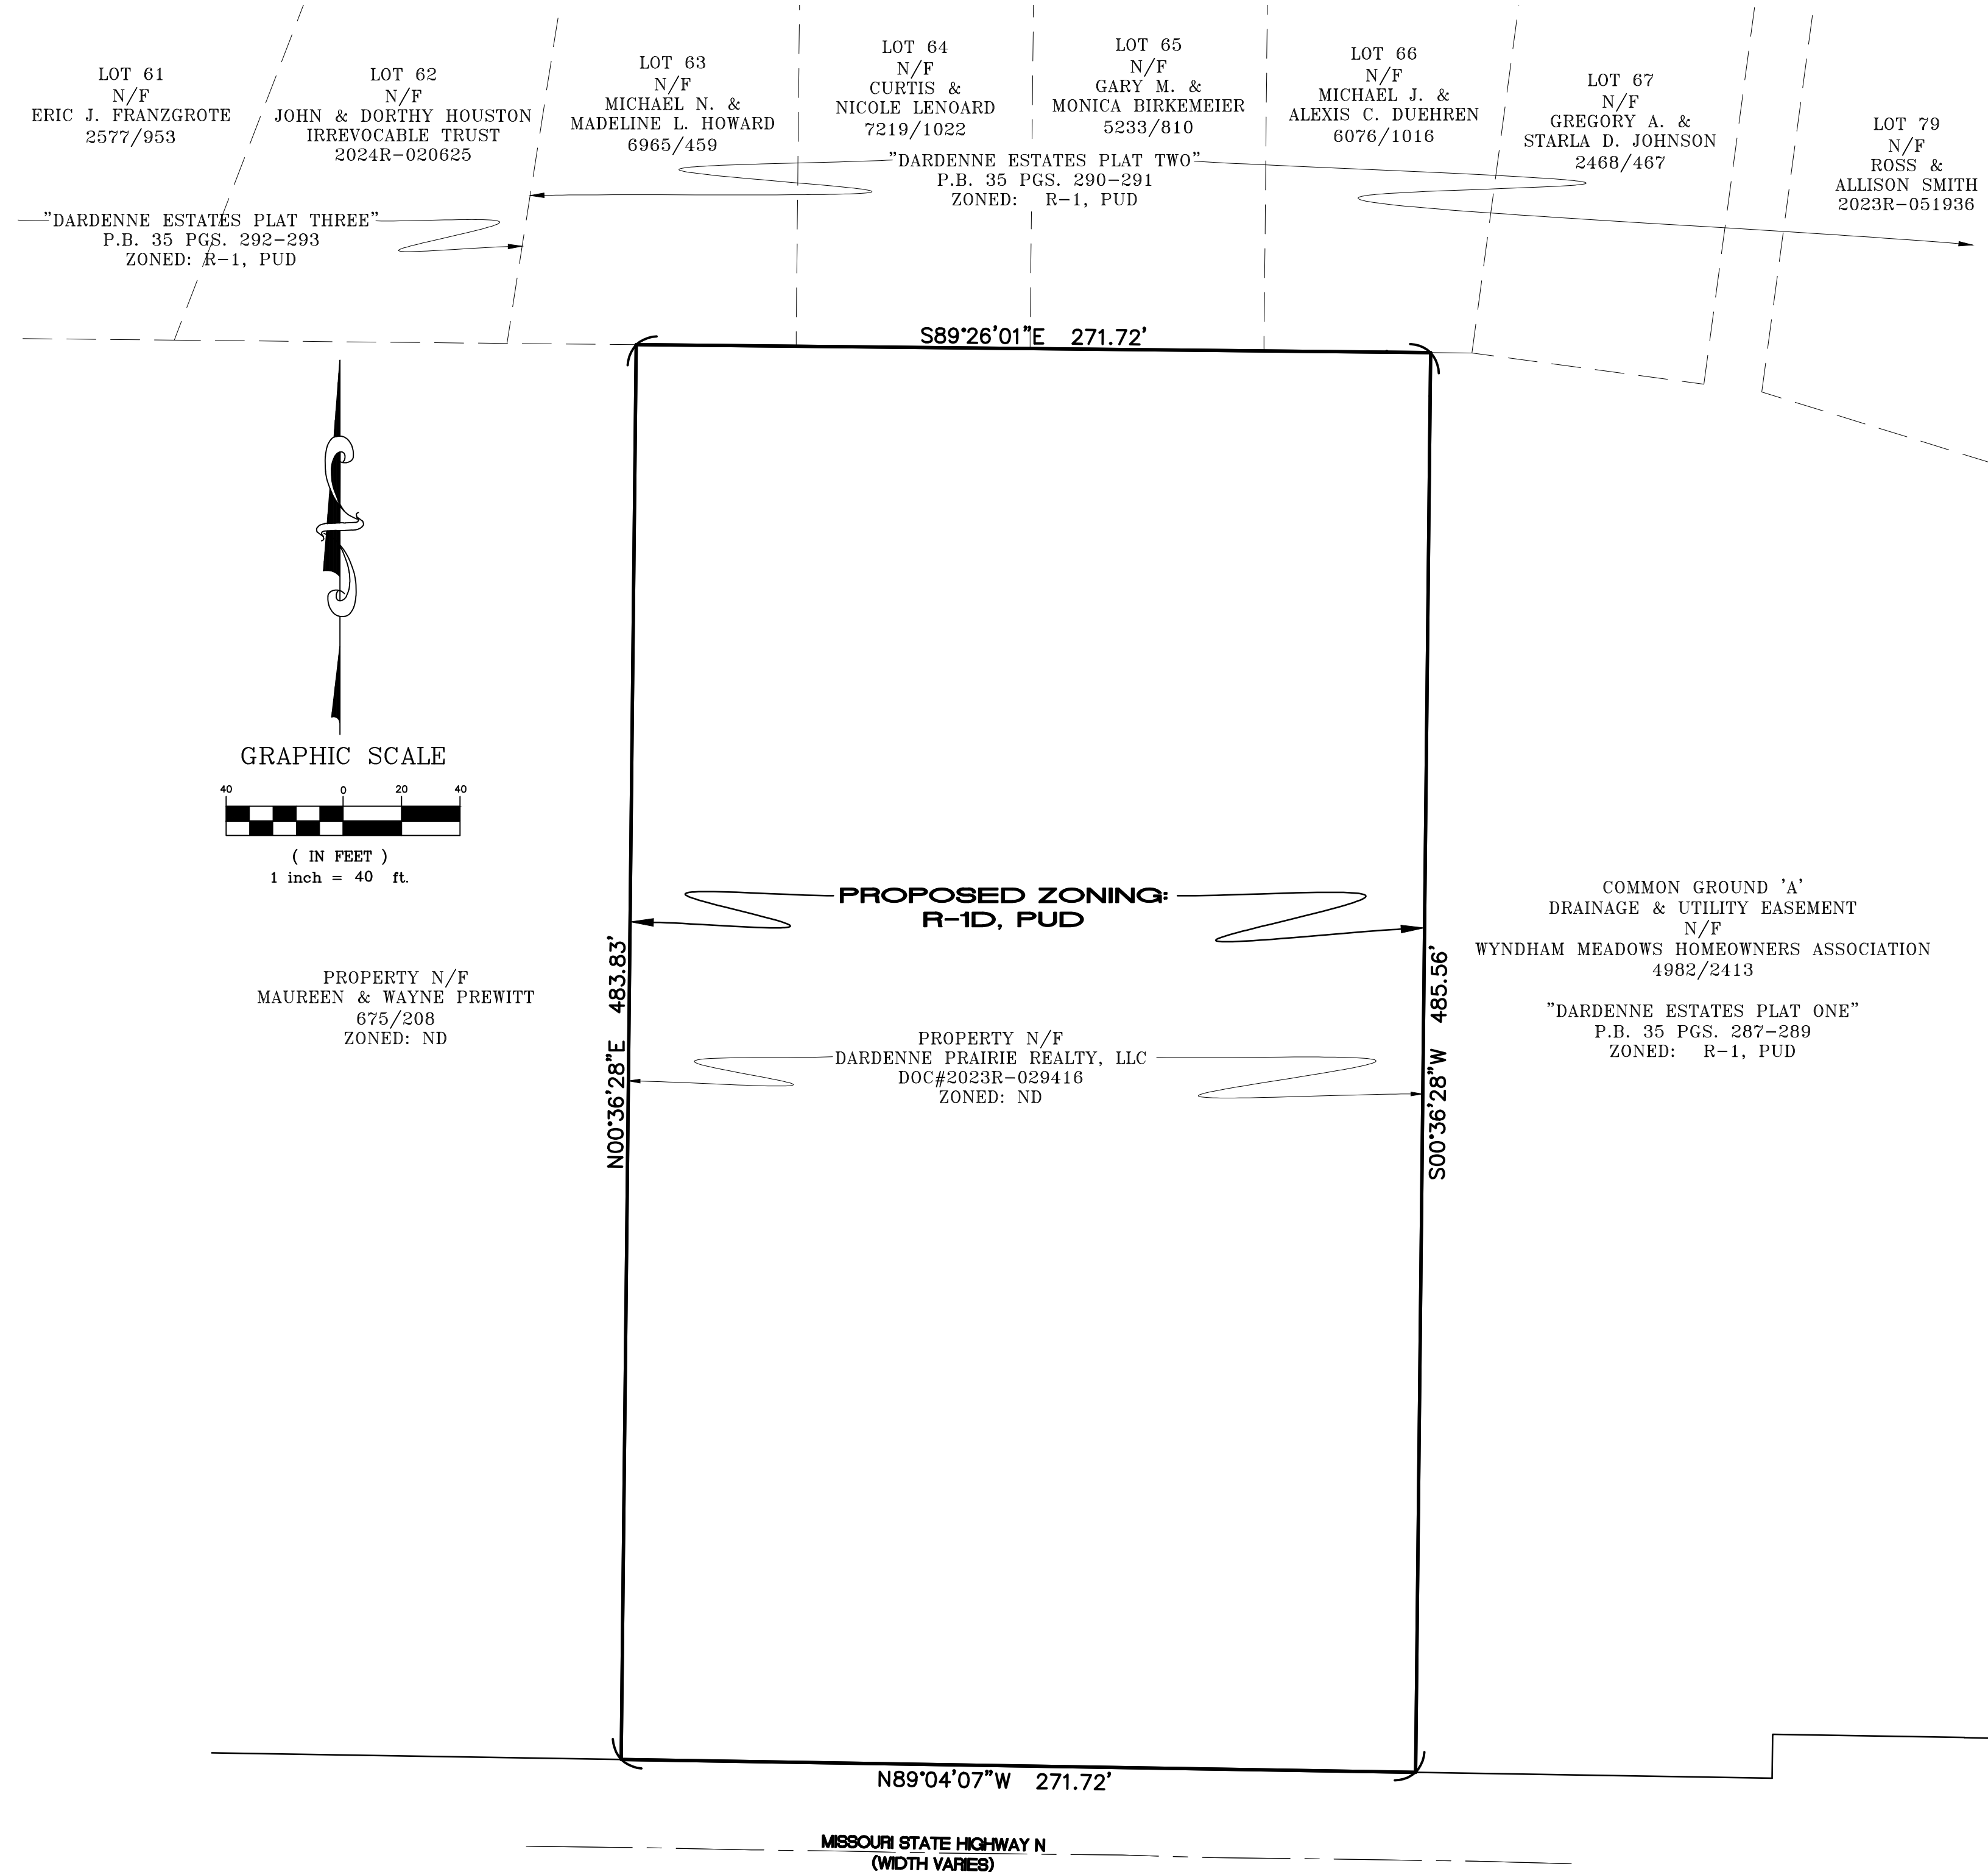 LOT 61
N/F
ERIC J. FRANZGROTE
2577/953
LOT 62
N/F
JOHN & DORTHY HOUSTON
IRREVOCABLE TRUST
2024R-020625
LOT 63
N/F
MICHAEL N. &
MADELINE L. HOWARD
6965/459
LOT 64
N/F
CURTIS &
NICOLE LENOARD
7219/1022
LOT 65
N/F
GARY M. &
MONICA BIRKEMEIER
5233/810
LOT 66
N/F
MICHAEL J. &
ALEXIS C. DUEHREN
6076/1016
LOT 67
N/F
GREGORY A. &
STARLA D. JOHNSON
2468/467
LOT 79
N/F
ROSS &
ALLISON SMITH
2023R-051936
"DARDENNE ESTATES PLAT TWO"
P.B. 35 PGS. 290-291
ZONED: R-1, PUD
"DARDENNE ESTATES PLAT THREE"
P.B. 35 PGS. 292-293
ZONED: R-1, PUD
S89°26'01"E 271.72'
GRAPHIC SCALE
40 0 20 40
( IN FEET )
1 inch = 40 ft.
PROPOSED ZONING:
R-1D, PUD
PROPERTY N/F
MAUREEN & WAYNE PREWITT
675/208
ZONED: ND
N00°36'28"E 483.83'
PROPERTY N/F
DARDENNE PRAIRIE REALTY, LLC
DOC#2023R-029416
ZONED: ND
S00°36'28"W 485.56'
COMMON GROUND 'A'
DRAINAGE & UTILITY EASEMENT
N/F
WYNDHAM MEADOWS HOMEOWNERS ASSOCIATION
4982/2413
"DARDENNE ESTATES PLAT ONE"
P.B. 35 PGS. 287-289
ZONED: R-1, PUD
N89°04'07"W 271.72'
MISSOURI STATE HIGHWAY N
(WIDTH VARIES)